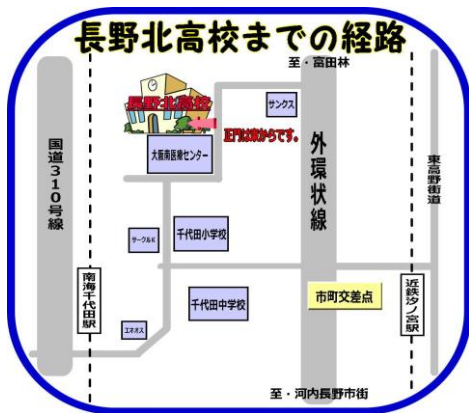 長野北高校までの経路
至・富田林
サンクス
長野北高校
正門は東からです。
大阪南医療センター
国道310号線
外環状線
東高野街道
サークルK
千代田小学校
南海千代田駅
千代田中学校
市町交差点
近鉄汐ノ宮駅
エネオス
至・河内長野市街